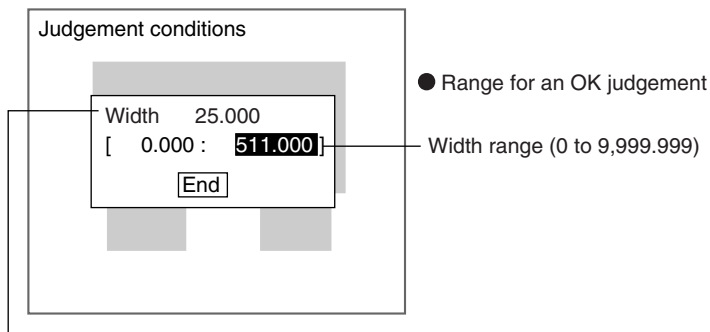 Judgement conditions
● Range for an OK judgement
Width 25.000
[ 0.000 : 511.000 ]
Width range (0 to 9,999.999)
End